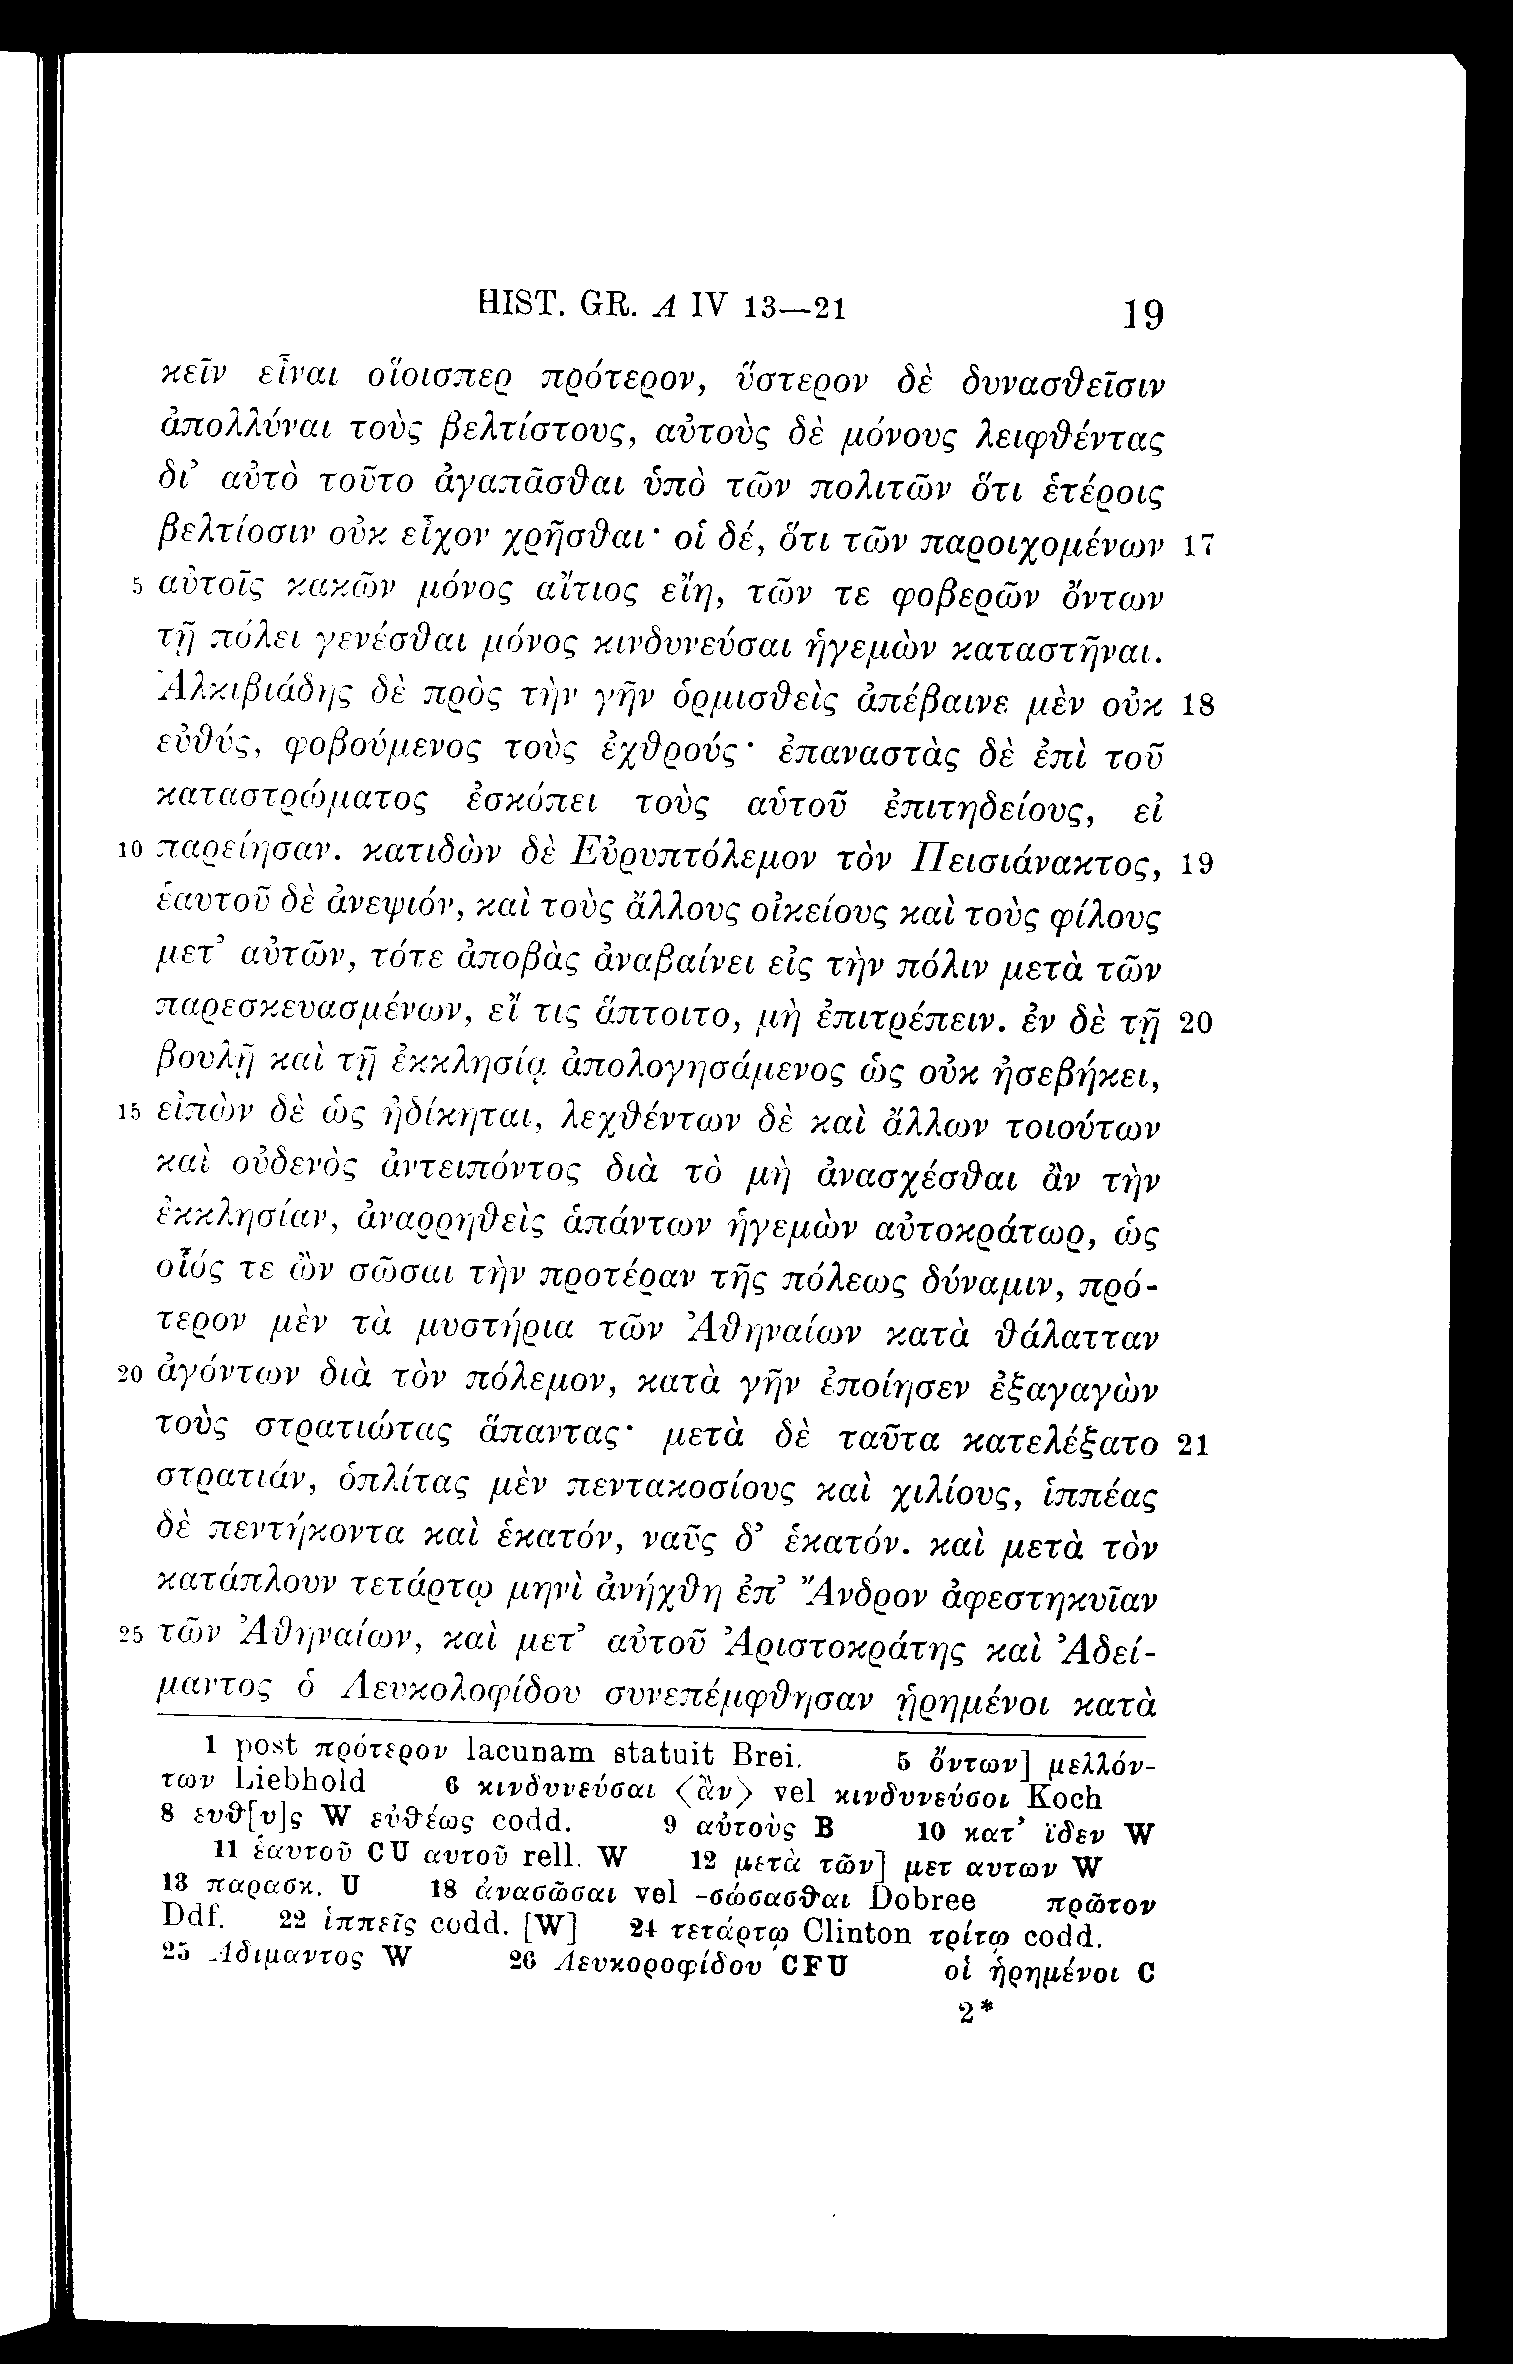 HIST. GR. Α IV 13—21 19
κεῖν εἶναι οἵοισπερ πρότερον, ὕστερον δὲ δυνασθεῖσιν
ἀπολλύναι τοὺς βελτίστους, αὐτοὺς δὲ μόνους λειφθέντας
δι’ αὐτὸ τοῦτο ἀγαπᾶσθαι ὑπὸ τῶν πολιτῶν ὅτι ἑτέροις
βελτίοσιν οὐκ εἶχον χρῆσθαι· οἱ δέ, ὅτι τῶν παροιχομένων 17
5 αὐτοῖς κακῶν μόνος αἴτιος εἴη, τῶν τε φοβερῶν ὄντων
τῇ πόλει γενέσθαι μόνος κινδυνεύσαι ἡγεμὼν καταστῆναι.
Ἀλκιβιάδης δὲ πρὸς τὴν γῆν ὁρμισθεὶς ἀπέβαινε μὲν οὐκ 18
εὐθύς, φοβούμενος τοὺς ἐχθρούς· ἐπαναστὰς δὲ ἐπὶ τοῦ
καταστρώματος ἐσκόπει τοὺς αὑτοῦ ἐπιτηδείους, εἰ
10 παρείησαν. κατιδὼν δὲ Εὐρυπτόλεμον τὸν Πεισιάνακτος, 19
ἑαυτοῦ δὲ ἀνεψιόν, καὶ τοὺς ἄλλους οἰκείους καὶ τοὺς φίλους
μετ’ αὐτῶν, τότε ἀποβὰς ἀναβαίνει εἰς τὴν πόλιν μετὰ τῶν
παρεσκευασμένων, εἴ τις ἅπτοιτο, μὴ ἐπιτρέπειν. ἐν δὲ τῇ 20
βουλῇ καὶ τῇ ἐκκλησίᾳ ἀπολογησάμενος ὡς οὐκ ἠσεβήκει,
15 εἰπὼν δὲ ὡς ἠδίκηται, λεχθέντων δὲ καὶ ἄλλων τοιούτων
καὶ οὐδενὸς ἀντειπόντος διὰ τὸ μὴ ἀνασχέσθαι ἂν τὴν
ἐκκλησίαν, ἀναρρηθεὶς ἁπάντων ἡγεμὼν αὐτοκράτωρ, ὡς
οἷός τε ὢν σῶσαι τὴν προτέραν τῆς πόλεως δύναμιν, πρό-
τερον μὲν τὰ μυστήρια τῶν Ἀθηναίων κατὰ θάλατταν
20 ἀγόντων διὰ τὸν πόλεμον, κατὰ γῆν ἐποίησεν ἐξαγαγὼν
τοὺς στρατιώτας ἅπαντας· μετὰ δὲ ταῦτα κατελέξατο 21
στρατιάν, ὁπλίτας μὲν πεντακοσίους καὶ χιλίους, ἱππέας
δὲ πεντήκοντα καὶ ἑκατόν, ναῦς δ’ ἑκατόν. καὶ μετὰ τὸν
κατάπλουν τετάρτῳ μηνὶ ἀνήχθη ἐπ’ Ἄνδρον ἀφεστηκυῖαν
25 τῶν Ἀθηναίων, καὶ μετ’ αὐτοῦ Ἀριστοκράτης καὶ Ἀδεί-
μαντος ὁ Λευκολοφίδου συνεπέμφθησαν ᾑρημένοι κατὰ
1 post πρότερον lacunam statuit Brei. 5 ὄντων] μελλόν-
των Liebhold 6 κινδυνεύσαι ⟨ἂν⟩ vel κινδυνεύσοι Koch
8 ευθ[υ]ς W εὐθέως codd. 9 αὐτοὺς B 10 κατ’ ϊδεν W
11 ἑαυτοῦ CU αυτοῦ rell. W 12 μετὰ τῶν] μετ αυτων W
13 παρασκ. U 18 ἀνασῶσαι vel -σώσασθαι Dobree πρῶτον
Ddf. 22 ἱππεῖς codd. [W] 24 τετάρτῳ Clinton τρίτῳ codd.
25 Αδιμαντος W 26 Λευκοροφίδου CFU οἱ ᾑρημένοι C
2*